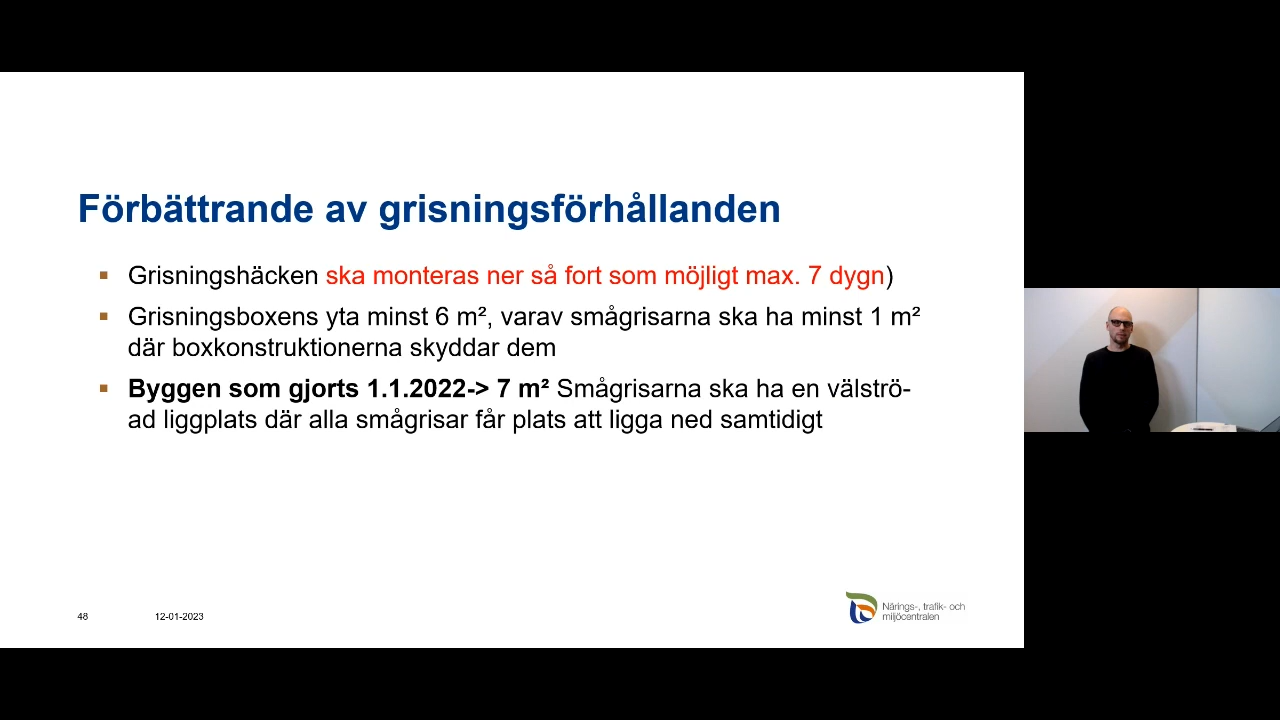 Förbättrande av grisningsförhållanden
▪ Grisningshäcken ska monteras ner så fort som möjligt max. 7 dygn)
▪ Grisningsboxens yta minst 6 m², varav smågrisarna ska ha minst 1 m²
där boxkonstruktionerna skyddar dem
▪ Byggen som gjorts 1.1.2022-> 7 m² Smågrisarna ska ha en välströ-
ad liggplats där alla smågrisar får plats att ligga ned samtidigt
48 12-01-2023
Närings-, trafik- och
miljöcentralen